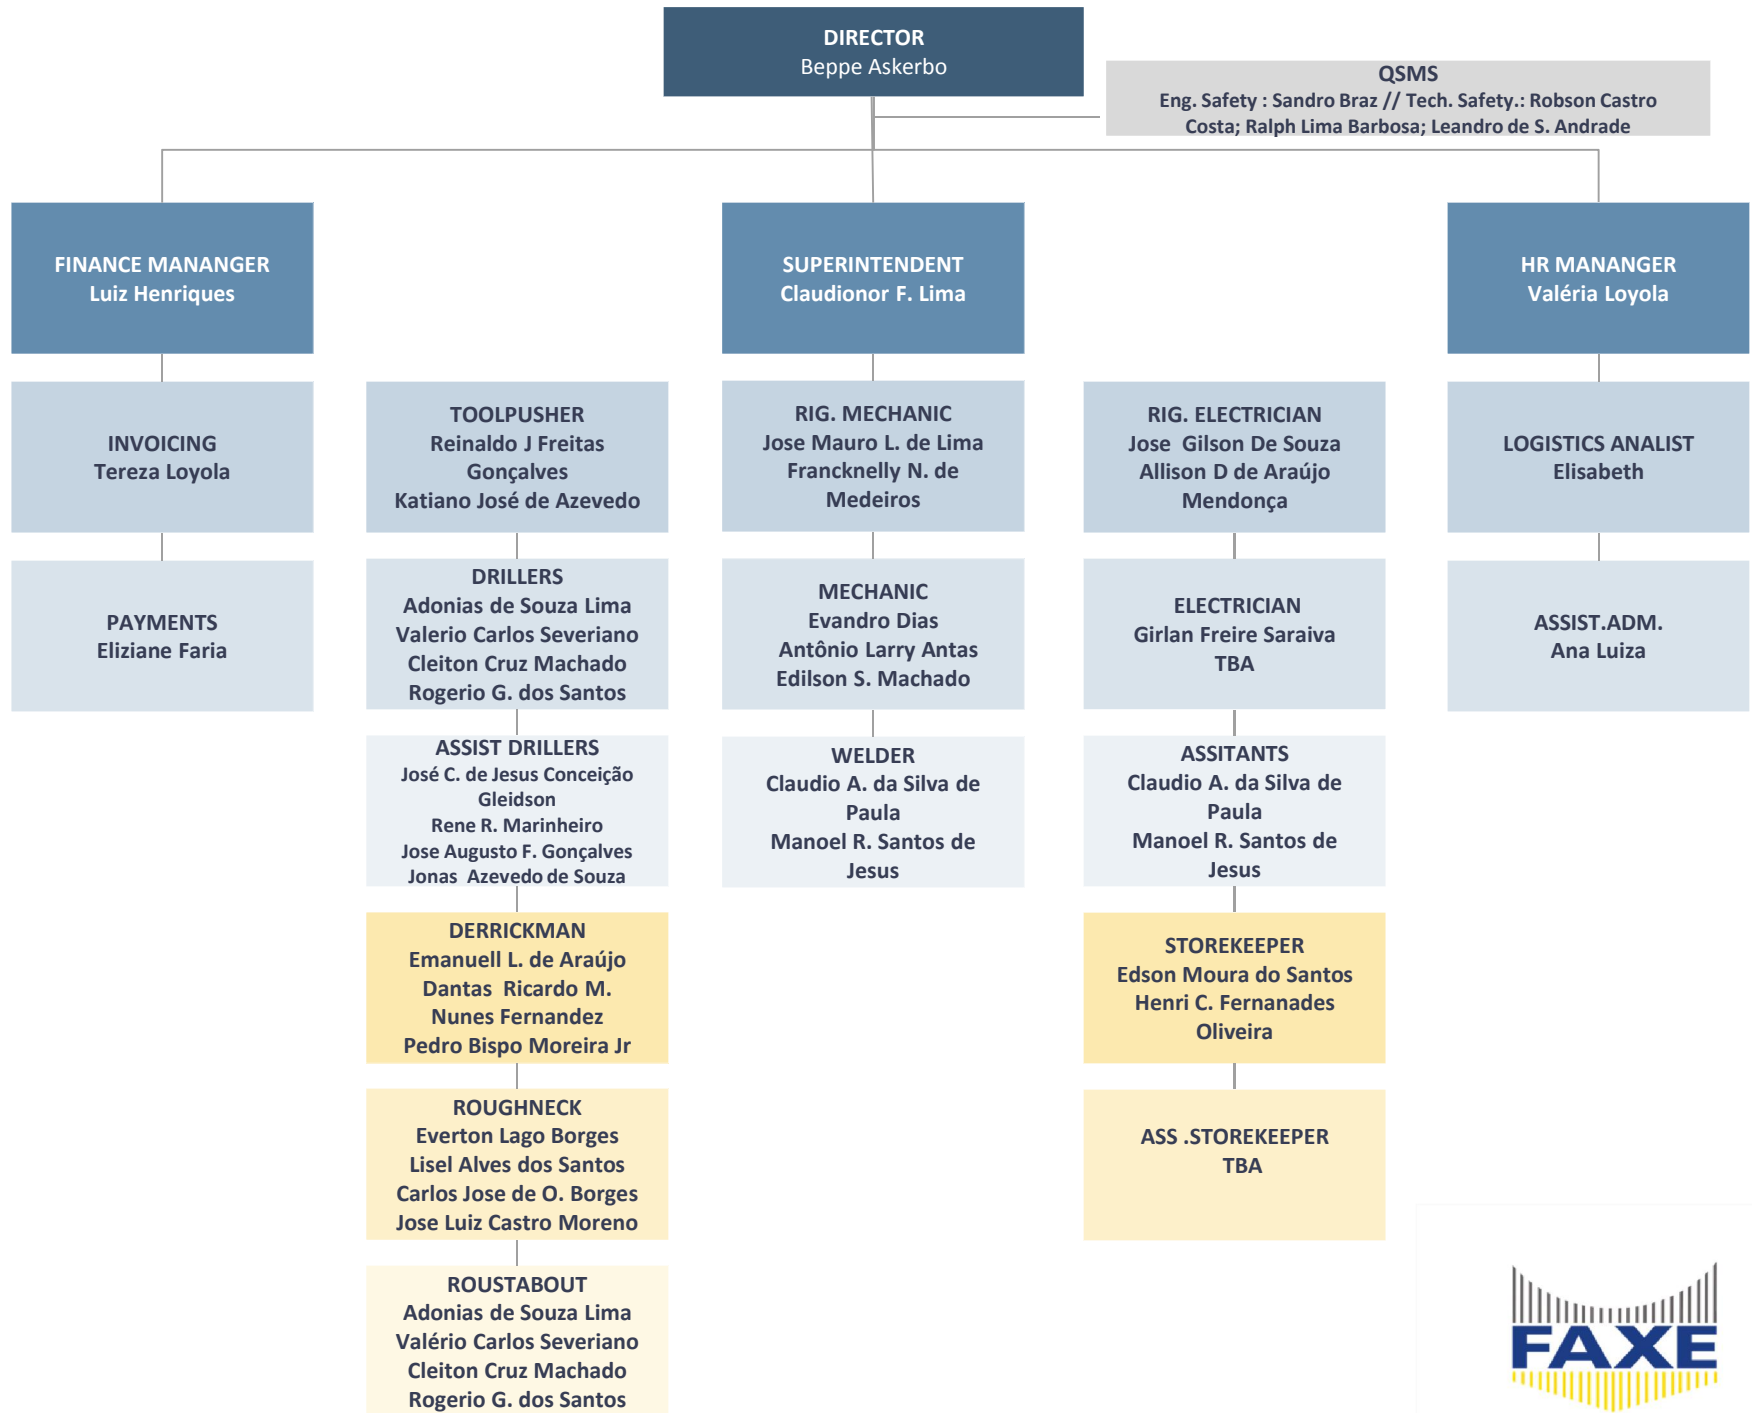 DIRECTOR
Beppe Askerbo
QSMS
Eng. Safety : Sandro Braz // Tech. Safety.: Robson Castro
Costa; Ralph Lima Barbosa; Leandro de S. Andrade
FINANCE MANANGER
Luiz Henriques
SUPERINTENDENT
Claudionor F. Lima
HR MANANGER
Valéria Loyola
INVOICING
Tereza Loyola
TOOLPUSHER
Reinaldo J Freitas
Gonçalves
Katiano José de Azevedo
RIG. MECHANIC
Jose Mauro L. de Lima
Francknelly N. de
Medeiros
RIG. ELECTRICIAN
Jose  Gilson De Souza
Allison D de Araújo
Mendonça
LOGISTICS ANALIST
Elisabeth
PAYMENTS
Eliziane Faria
DRILLERS
Adonias de Souza Lima
Valerio Carlos Severiano
Cleiton Cruz Machado
Rogerio G. dos Santos
MECHANIC
Evandro Dias
Antônio Larry Antas
Edilson S. Machado
ELECTRICIAN
Girlan Freire Saraiva
TBA
ASSIST.ADM.
Ana Luiza
ASSIST DRILLERS
José C. de Jesus Conceição
Gleidson
Rene R. Marinheiro
Jose Augusto F. Gonçalves
Jonas  Azevedo de Souza
WELDER
Claudio A. da Silva de
Paula
Manoel R. Santos de
Jesus
ASSITANTS
Claudio A. da Silva de
Paula
Manoel R. Santos de
Jesus
DERRICKMAN
Emanuell L. de Araújo
Dantas  Ricardo M.
Nunes Fernandez
Pedro Bispo Moreira Jr
STOREKEEPER
Edson Moura do Santos
Henri C. Fernanades
Oliveira
ROUGHNECK
Everton Lago Borges
Lisel Alves dos Santos
Carlos Jose de O. Borges
Jose Luiz Castro Moreno
ASS .STOREKEEPER
TBA
ROUSTABOUT
Adonias de Souza Lima
Valério Carlos Severiano
Cleiton Cruz Machado
Rogerio G. dos Santos
FAXE